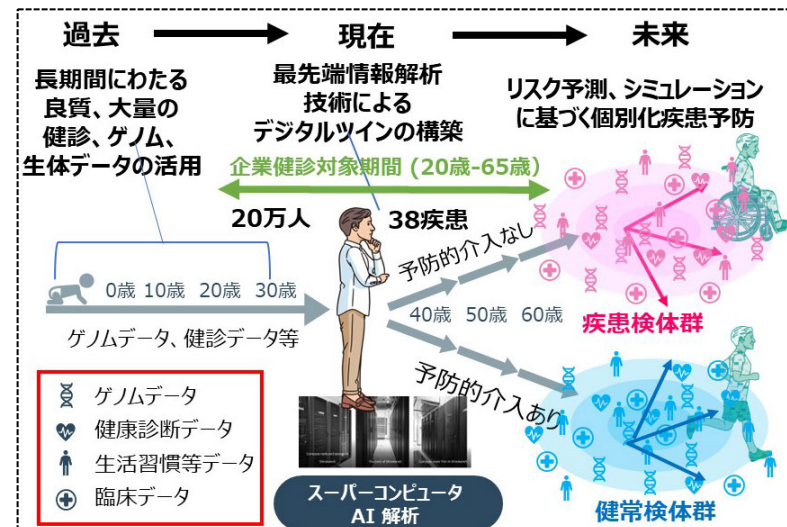 過去
現在
未来
長期間にわたる
良質、大量の
健診、ゲノム、
生体データの活用
最先端情報解析
技術による
デジタルツインの構築
リスク予測、シミュレーション
に基づく個別化疾患予防
企業健診対象期間 (20歳-65歳)
20万人
38疾患
予防的介入なし
0歳 10歳 20歳 30歳
40歳 50歳 60歳
ゲノムデータ、健診データ等
疾患検体群
予防的介入あり
ゲノムデータ
健康診断データ
生活習慣等データ
臨床データ
スーパーコンピュータ
AI 解析
健常検体群